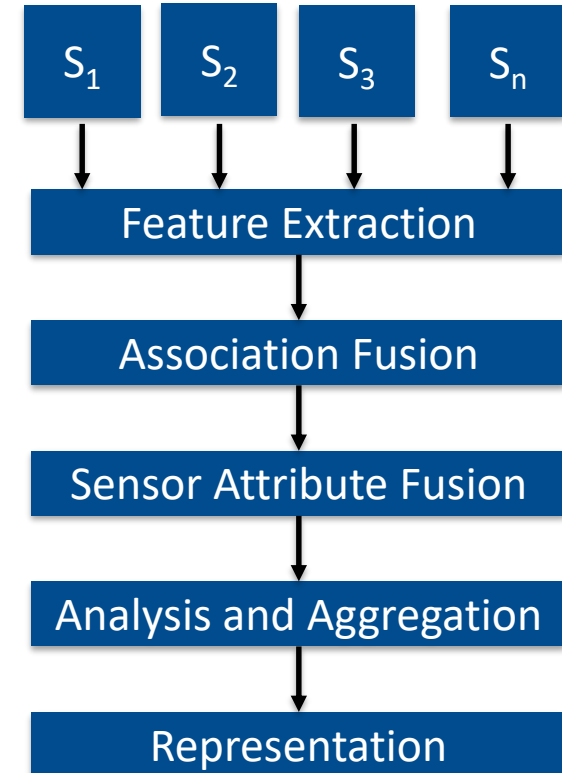 S₁ S₂ S₃ Sₙ
Feature Extraction
Association Fusion
Sensor Attribute Fusion
Analysis and Aggregation
Representation